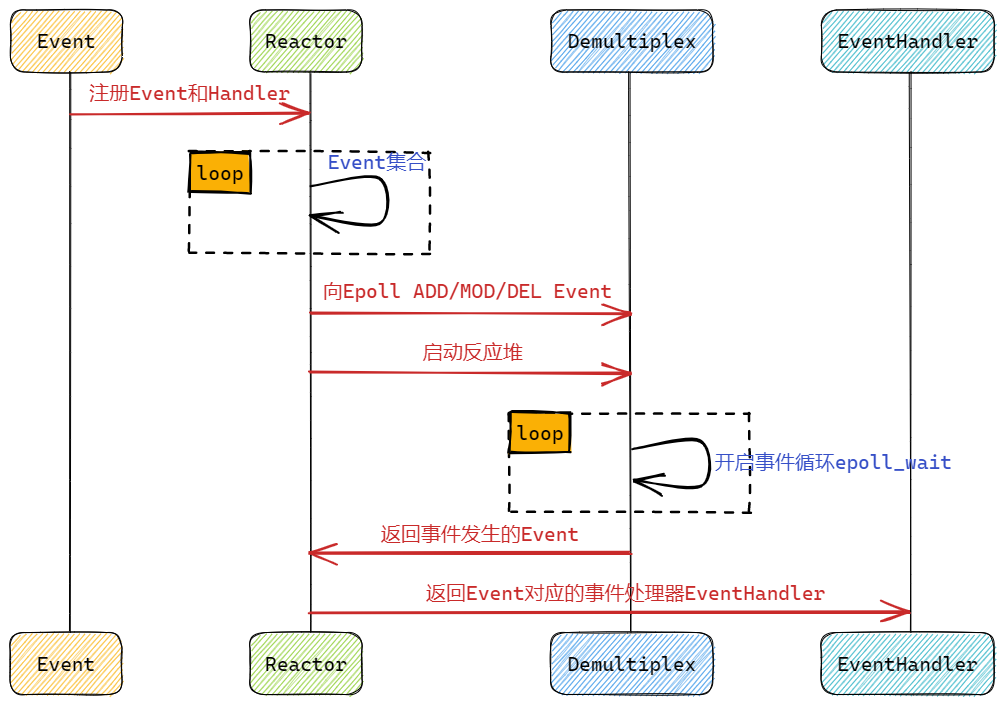 Event
Reactor
Demultiplex
EventHandler
注册Event和Handler
loop
Event集合
向Epoll ADD/MOD/DEL Event
启动反应堆
loop
开启事件循环epoll_wait
返回事件发生的Event
返回Event对应的事件处理器EventHandler
Event
Reactor
Demultiplex
EventHandler